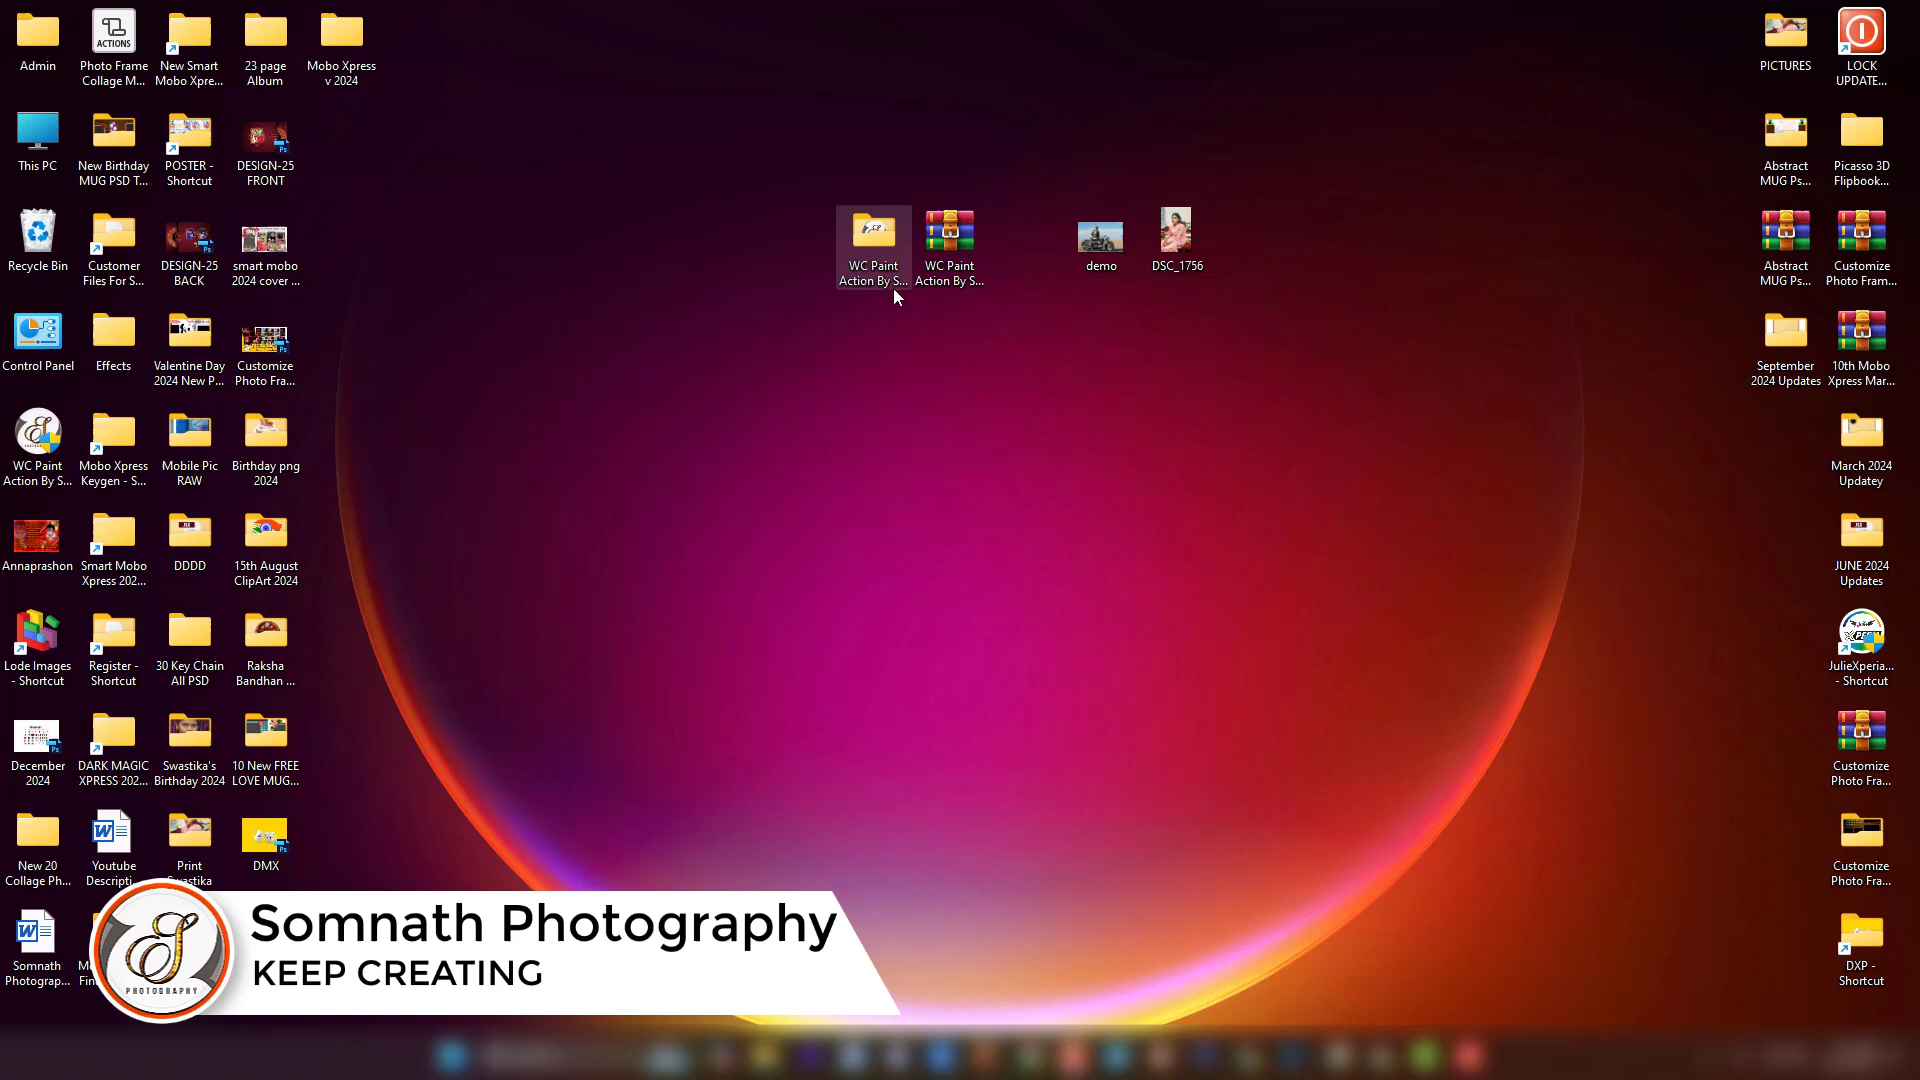 Admin
Photo Frame
Collage M...
New Smart
Mobo Xpre...
23 page
Album
Mobo Xpress
v 2024
PICTURES
LOCK
UPDATE...
ACTIONS
This PC
New Birthday
MUG PSD T...
POSTER -
Shortcut
DESIGN-25
FRONT
Abstract
MUG Ps...
Picasso 3D
Flipbook...
Recycle Bin
Customer
Files For S...
DESIGN-25
BACK
smart mobo
2024 cover ...
WC Paint
Action By S...
WC Paint
Action By S...
demo
DSC_1756
Abstract
MUG Ps...
Customize
Photo Fram...
Control Panel
Effects
Valentine Day
2024 New P...
Customize
Photo Fra...
September
2024 Updates
10th Mobo
Xpress Mar...
WC Paint
Action By S...
Mobo Xpress
Keygen - S...
Mobile Pic
RAW
Birthday png
2024
March 2024
Updatey
Annaprashon
Smart Mobo
Xpress 202...
DDDD
15th August
ClipArt 2024
JUNE 2024
Updates
Lode Images
- Shortcut
Register -
Shortcut
30 Key Chain
All PSD
Raksha
Bandhan ...
JulieXperia...
- Shortcut
December
2024
DARK MAGIC
XPRESS 202...
Swastika's
Birthday 2024
10 New FREE
LOVE MUG...
Customize
Photo Fra...
New 20
Collage Ph...
Youtube
Descripti...
Print
DMX
Customize
Photo Fra...
Somnath
Photograp...
DXP -
Shortcut
Somnath Photography
KEEP CREATING
PHOTOGRAPHY